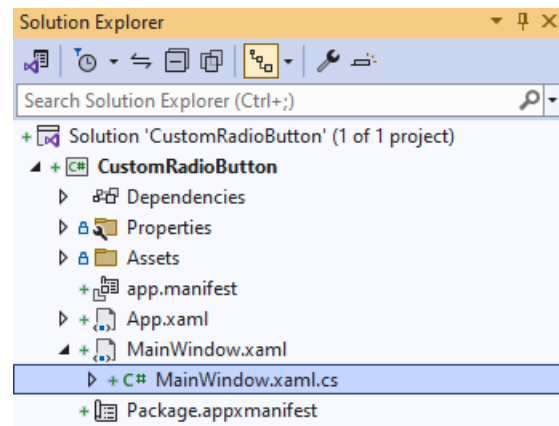 Solution Explorer
Search Solution Explorer (Ctrl+;)
Solution 'CustomRadioButton' (1 of 1 project)
C# CustomRadioButton
Dependencies
Properties
Assets
app.manifest
App.xaml
MainWindow.xaml
C# MainWindow.xaml.cs
Package.appxmanifest